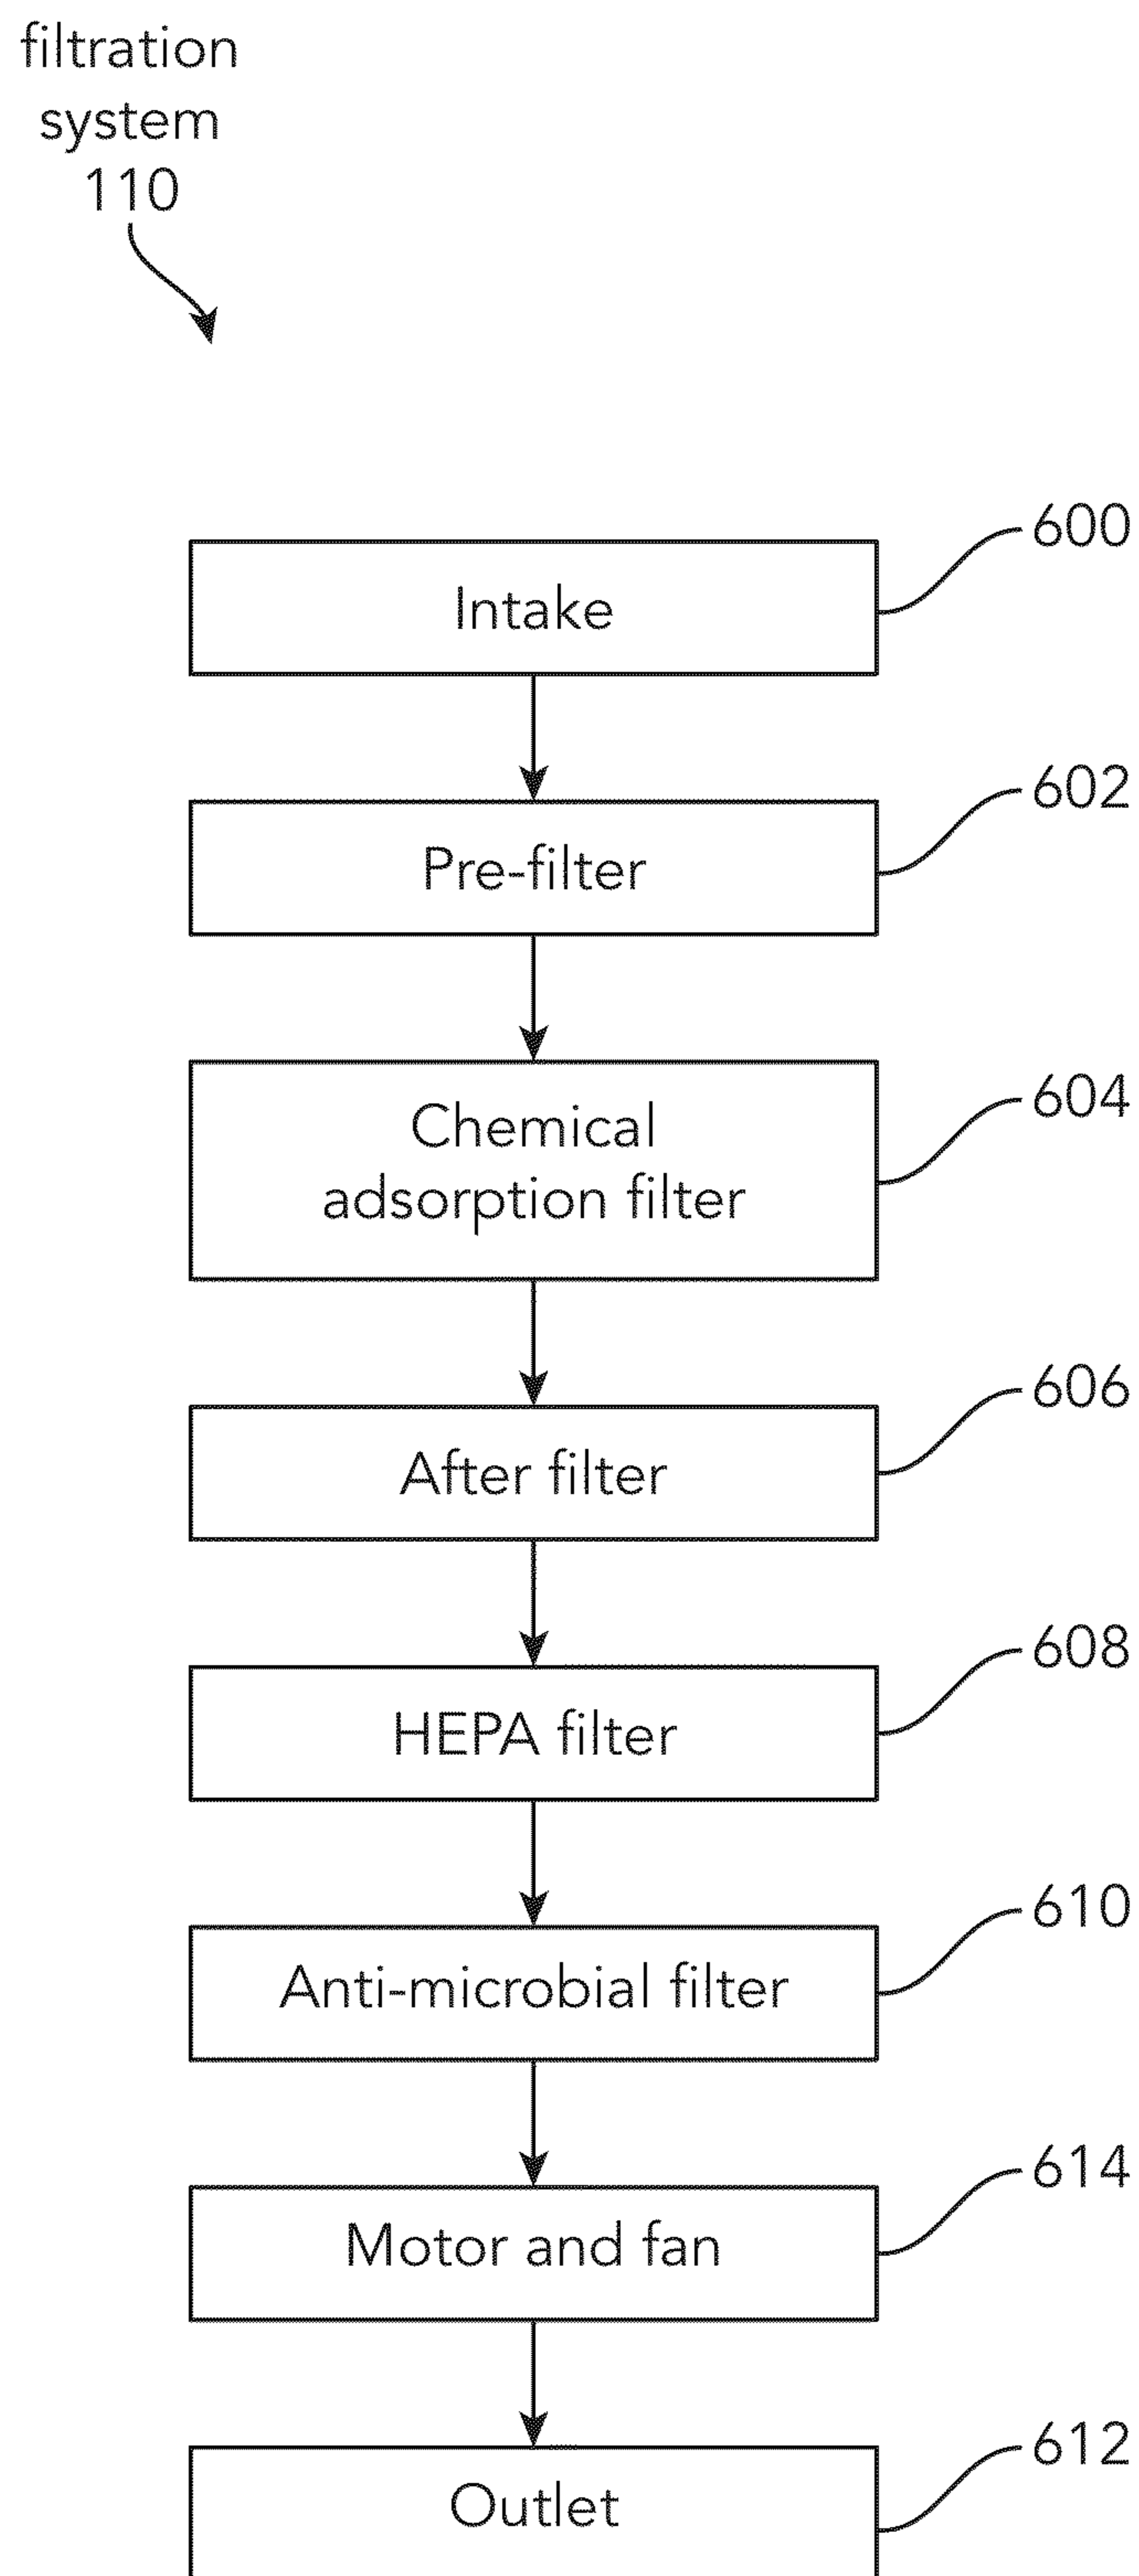 filtration
system
110
600
Intake
602
Pre-filter
604
Chemical
adsorption filter
606
After filter
608
HEPA filter
610
Anti-microbial filter
614
Motor and fan
612
Outlet